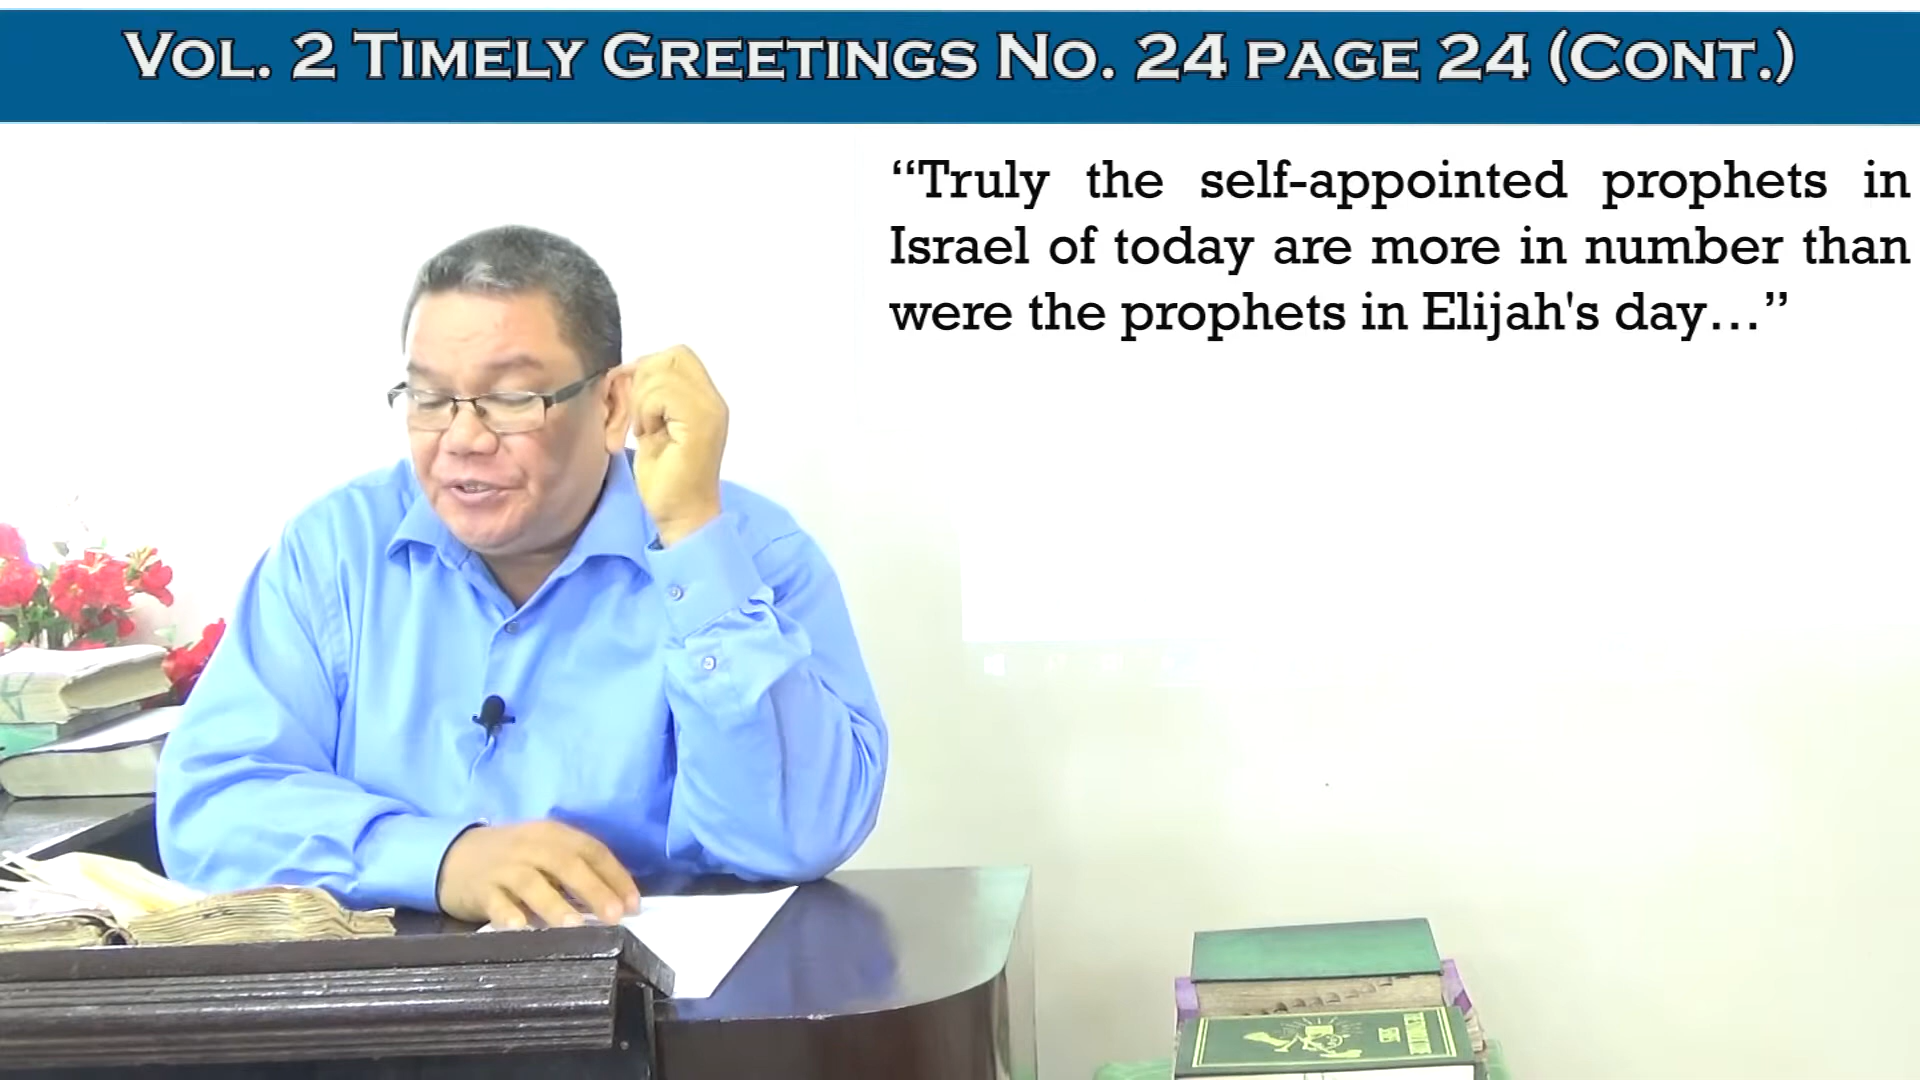 VOL. 2 TIMELY GREETINGS NO. 24 PAGE 24 (CONT.)
“Truly the self-appointed prophets in
Israel of today are more in number than
were the prophets in Elijah's day…”